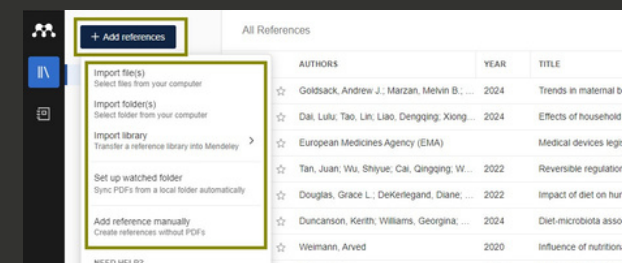 + Add references
All References
Import file(s)
Select files from your computer
Import folder(s)
Select folder from your computer
Import library
Transfer a reference library into Mendeley
Set up watched folder
Sync PDFs from a local folder automatically
Add reference manually
Create references without PDFs
NEED HELP?
AUTHORS YEAR TITLE
Goldsack, Andrew J.; Marzan, Melvin B.; ... 2024 Trends in maternal b
Dai, Lulu; Tao, Lin; Liao, Dengqing; Xiong... 2024 Effects of household
European Medicines Agency (EMA) Medical devices legis
Tan, Juan; Wu, Shiyue; Cai, Qingqing; W... 2022 Reversible regulation
Douglas, Grace L.; DeKerlegand, Diane; ... 2022 Impact of diet on hum
Duncanson, Kerith; Williams, Georgina; ... 2024 Diet-microbiota asso
Weimann, Arved 2020 Influence of nutritiona